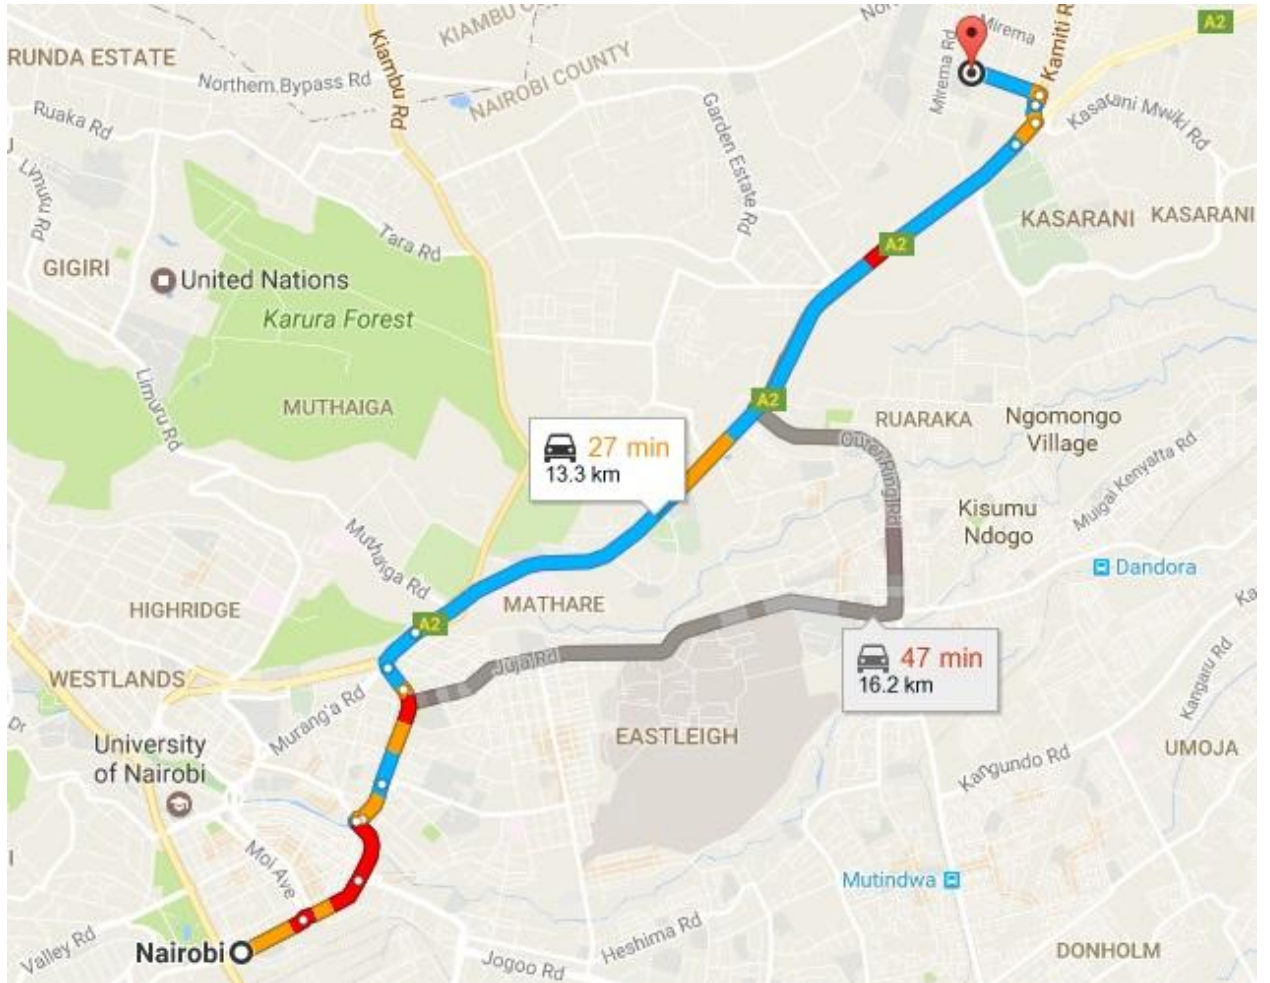 KIAMBU CO
Nor
Mirema
A2
RUNDA ESTATE
Kiambu Rd
NAIROBI COUNTY
Mirema Rd
Kamiti R
Northern Bypass Rd
Ruaka Rd
Garden Estate Rd
Kasarani Mwiki Rd
Limuru Rd
Tara Rd
KASARANI
KASARANI
A2
GIGIRI
United Nations
Karura Forest
Limuru Rd
MUTHAIGA
A2
RUARAKA
Ngomongo
Village
27 min
13.3 km
Outer Ring Rd
Muigai Kenyatta Rd
Kisumu
Ndogo
Muthaiga Rd
Dandora
Ka
HIGHRIDGE
MATHARE
A2
Juja Rd
47 min
16.2 km
WESTLANDS
Kangaru Rd
Murang'a Rd
Dr
University
of Nairobi
EASTLEIGH
UMOJA
Kangundo Rd
I
Moi Ave
Mutindwa
Valley Rd
Nairobi
Heshima Rd
Jogoo Rd
DONHOLM